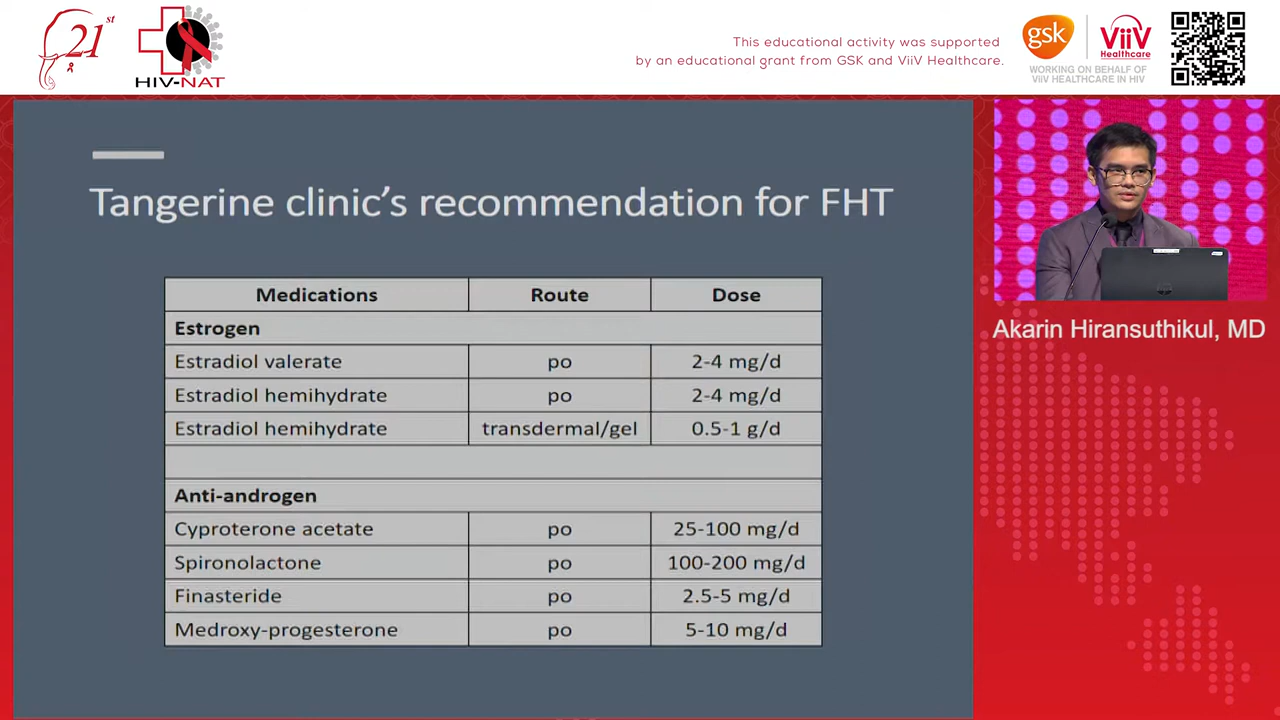 21st
HIV-NAT
This educational activity was supported
by an educational grant from GSK and ViiV Healthcare.
gsk
ViiV
Healthcare
WORKING ON BEHALF OF
ViiV HEALTHCARE IN HIV
Tangerine clinic's recommendation for FHT
Medications Route Dose
Estrogen
Estradiol valerate po 2-4 mg/d
Estradiol hemihydrate po 2-4 mg/d
Estradiol hemihydrate transdermal/gel 0.5-1 g/d
Anti-androgen
Cyproterone acetate po 25-100 mg/d
Spironolactone po 100-200 mg/d
Finasteride po 2.5-5 mg/d
Medroxy-progesterone po 5-10 mg/d
Akarin Hiransuthikul, MD